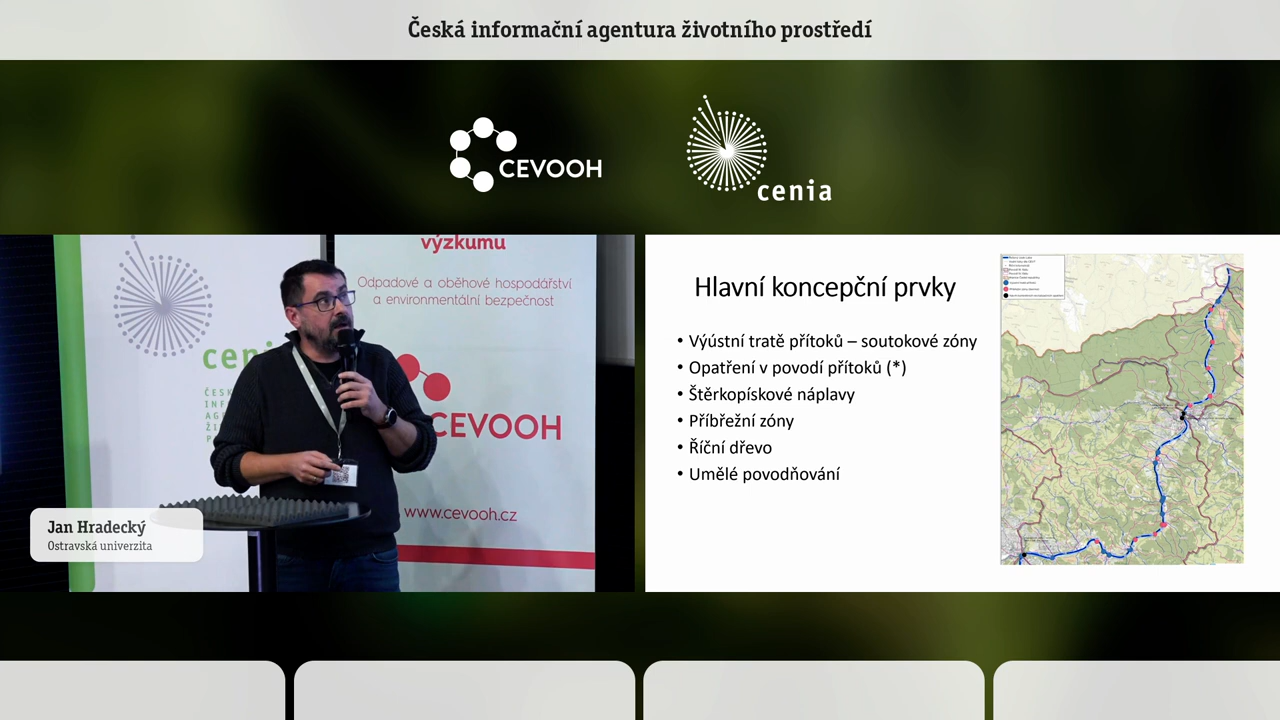 Česká informační agentura životního prostředí
CEVOOH
cenia
výzkumu
Odpadové a oběhové hospodářství
a environmentální bezpečnost
CEVOOH
www.cevooh.cz
Jan Hradecký
Ostravská univerzita
Hlavní koncepční prvky
• Výústní tratě přítoků – soutokové zóny
• Opatření v povodí přítoků (*)
• Štěrkopískové náplavy
• Příbřežní zóny
• Říční dřevo
• Umělé povodňování